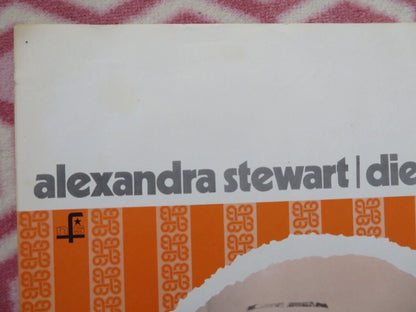 alexandra stewart | die
f